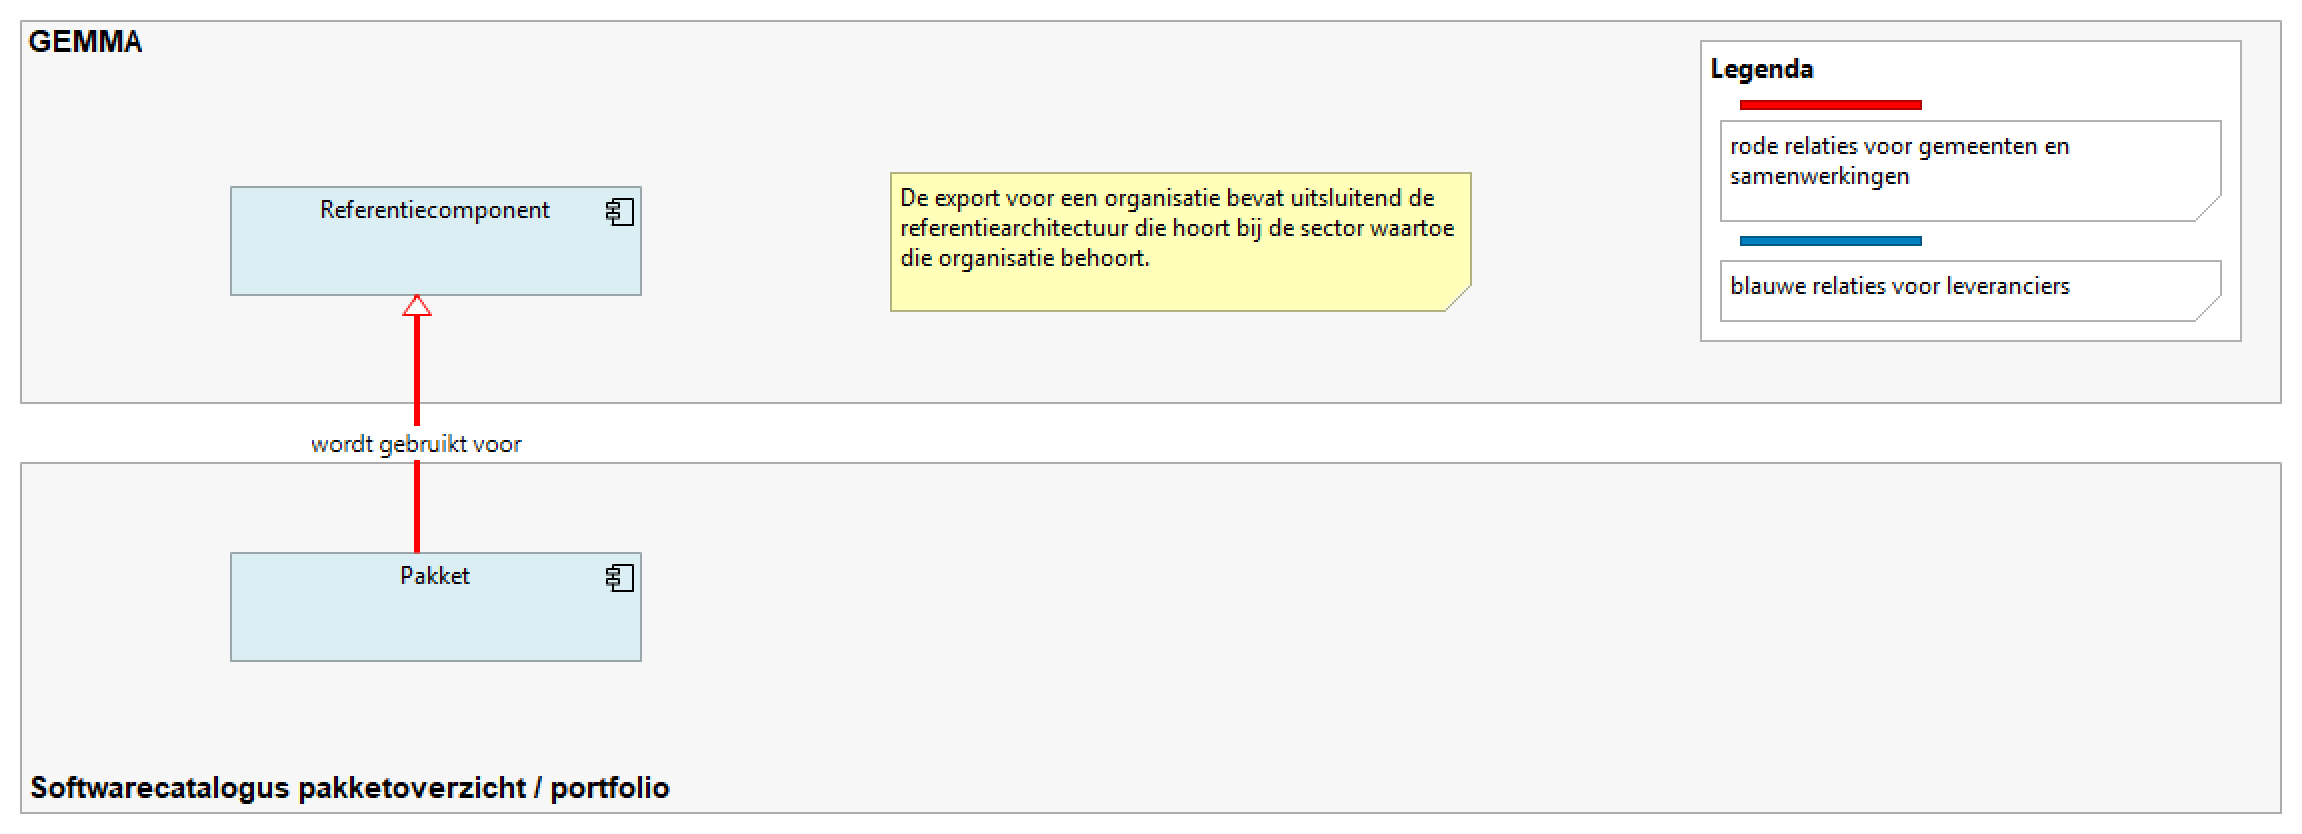 GEMMA
Legenda
rode relaties voor gemeenten en
samenwerkingen
blauwe relaties voor leveranciers
Referentiecomponent
De export voor een organisatie bevat uitsluitend de
referentiearchitectuur die hoort bij de sector waartoe
die organisatie behoort.
wordt gebruikt voor
Pakket
Softwarecatalogus pakketoverzicht / portfolio